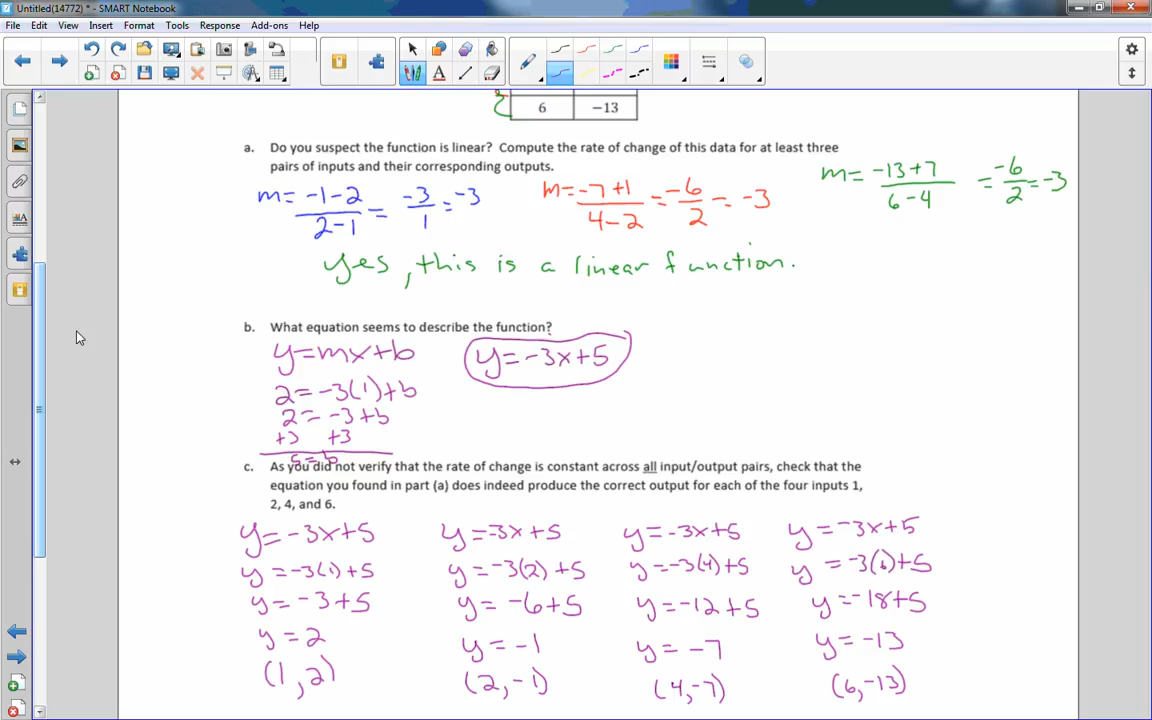 Untitled(14772) * - SMART Notebook
File Edit View Insert Format Tools Response Add-ons Help
6 −13
a. Do you suspect the function is linear? Compute the rate of change of this data for at least three
pairs of inputs and their corresponding outputs.
m= -1-2 / 2-1 = -3/1 = -3
m= -7+1 / 4-2 = -6/2 = -3
m= -13+7 / 6-4 = -6/2 = -3
yes, this is a linear function.
b. What equation seems to describe the function?
y=mx+b
y=-3x+5
2=-3(1)+b
2=-3+b
+3 +3
5=b
c. As you did not verify that the rate of change is constant across all input/output pairs, check that the
equation you found in part (a) does indeed produce the correct output for each of the four inputs 1,
2, 4, and 6.
y=-3x+5 y=-3x+5 y=-3x+5 y=-3x+5
y=-3(1)+5 y=-3(2)+5 y=-3(4)+5 y=-3(6)+5
y=-3+5 y=-6+5 y=-12+5 y=-18+5
y=2 y=-1 y=-7 y=-13
(1,2) (2,-1) (4,-7) (6,-13)